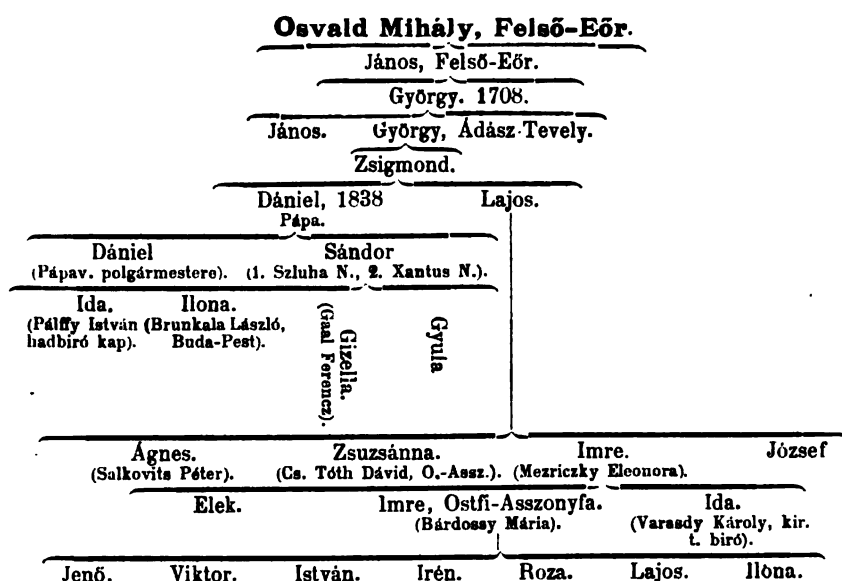 Osvald Mihály, Felső-Eőr.
János, Felső-Eőr.
György. 1708.
János. György, Ádász-Tevely.
Zsigmond.
Dániel, 1838 Lajos.
Pápa.
Dániel Sándor
(Pápav. polgármestere). (1. Szluha N., 2. Xantus N.).
Ida. Ilona.
(Pálffy István (Brunkala László,
hadbiró kap). Buda-Pest).
Gizella.
(Gaal Ferencz).
Gyula
Ágnes. Zsuzsánna. Imre. József
(Salkovits Péter). (Cs. Tóth Dávid, O.-Assz.). (Mezriczky Eleonora).
Elek. Imre, Ostfi-Asszonyfa. Ida.
(Bárdossy Mária). (Varasdy Károly, kir.
t. biró).
Jenő. Viktor. István. Irén. Roza. Lajos. Ilona.